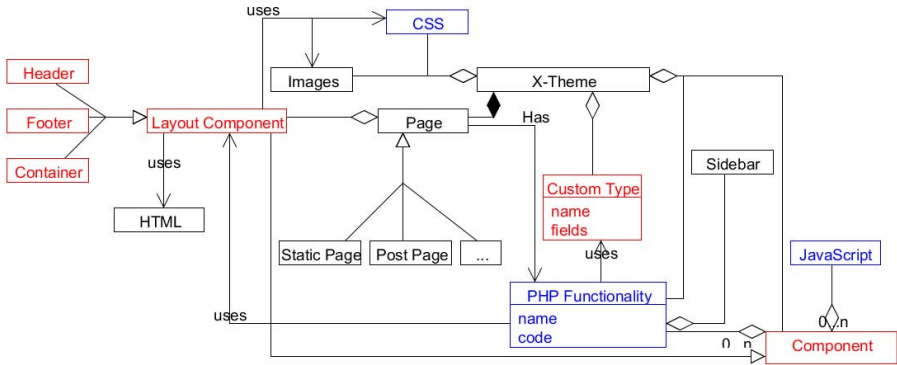 uses
CSS
Header
Images
X-Theme
Footer
Layout Component
Page
Has
Container
uses
Sidebar
Custom Type
name
fields
HTML
Static Page
Post Page
...
uses
JavaScript
PHP Functionality
name
code
uses
0...n
0...n
Component